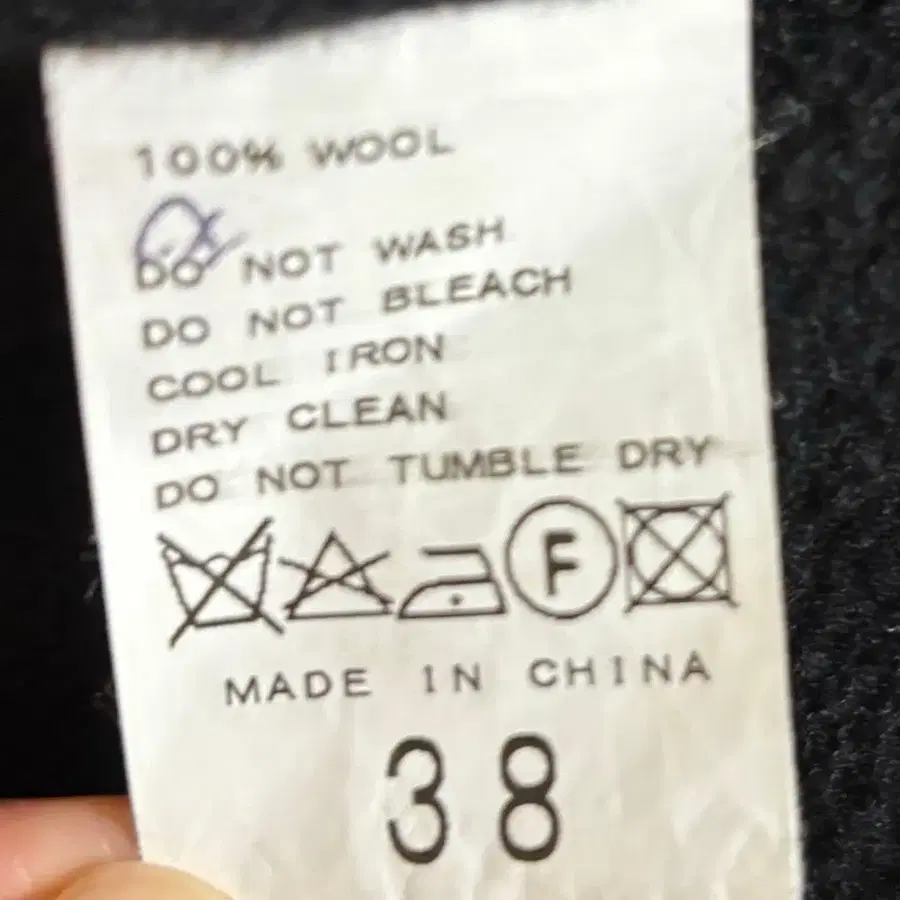 100% WOOL
DO NOT WASH
DO NOT BLEACH
COOL IRON
DRY CLEAN
DO NOT TUMBLE DRY
F
MADE IN CHINA
38